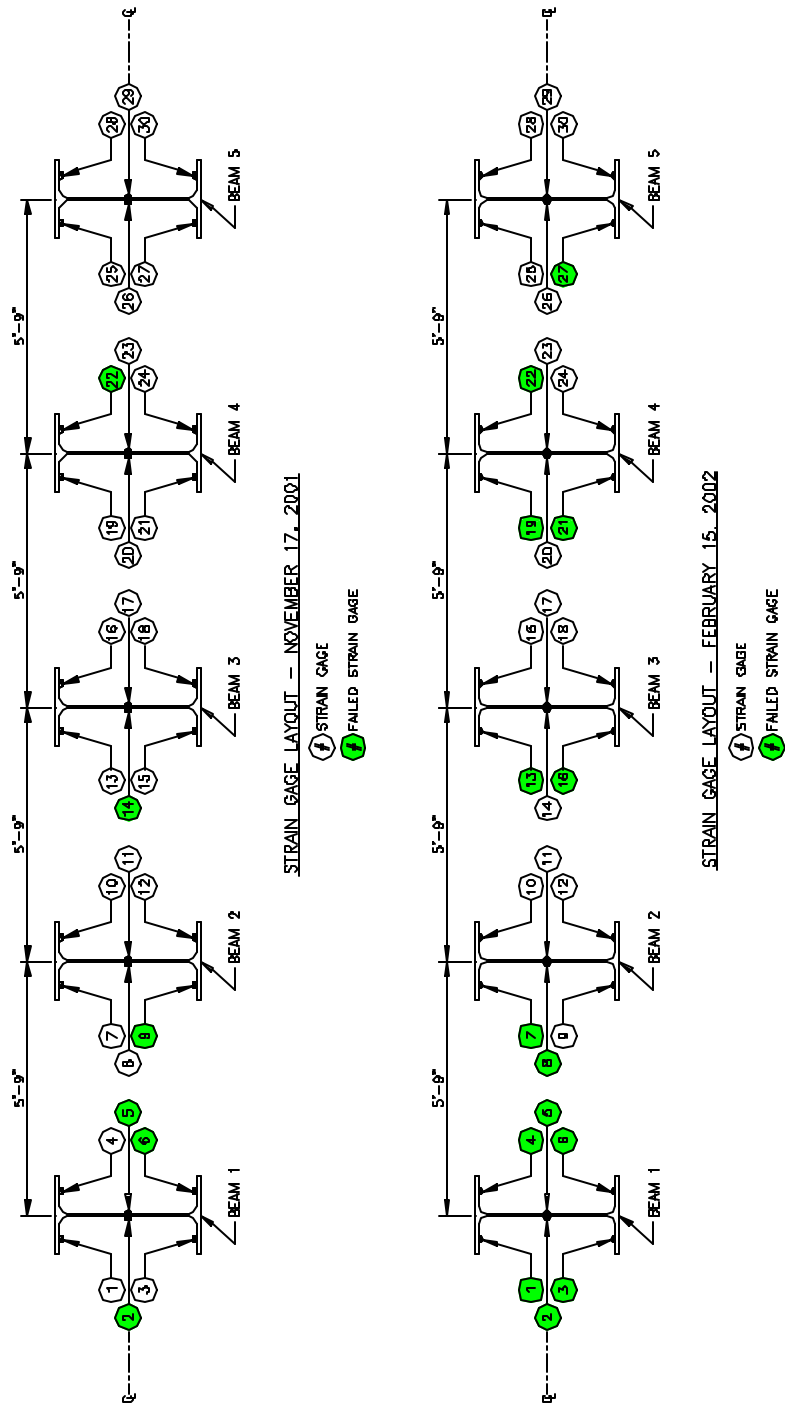 5'-9" 5'-9" 5'-9" 5'-9"
1 4 7 10 13 16 19 22 25 28
2 5 8 11 14 17 20 23 26 29
3 6 9 12 15 18 21 24 27 30
BEAM 1 BEAM 2 BEAM 3 BEAM 4 BEAM 5
STRAIN GAGE LAYOUT – NOVEMBER 17, 2001
# STRAIN GAGE
# FAILED STRAIN GAGE
5'-9" 5'-9" 5'-9" 5'-9"
1 4 7 10 13 16 19 22 25 28
2 5 8 11 14 17 20 23 26 29
3 6 9 12 15 18 21 24 27 30
BEAM 1 BEAM 2 BEAM 3 BEAM 4 BEAM 5
STRAIN GAGE LAYOUT – FEBRUARY 15, 2002
# STRAIN GAGE
# FAILED STRAIN GAGE